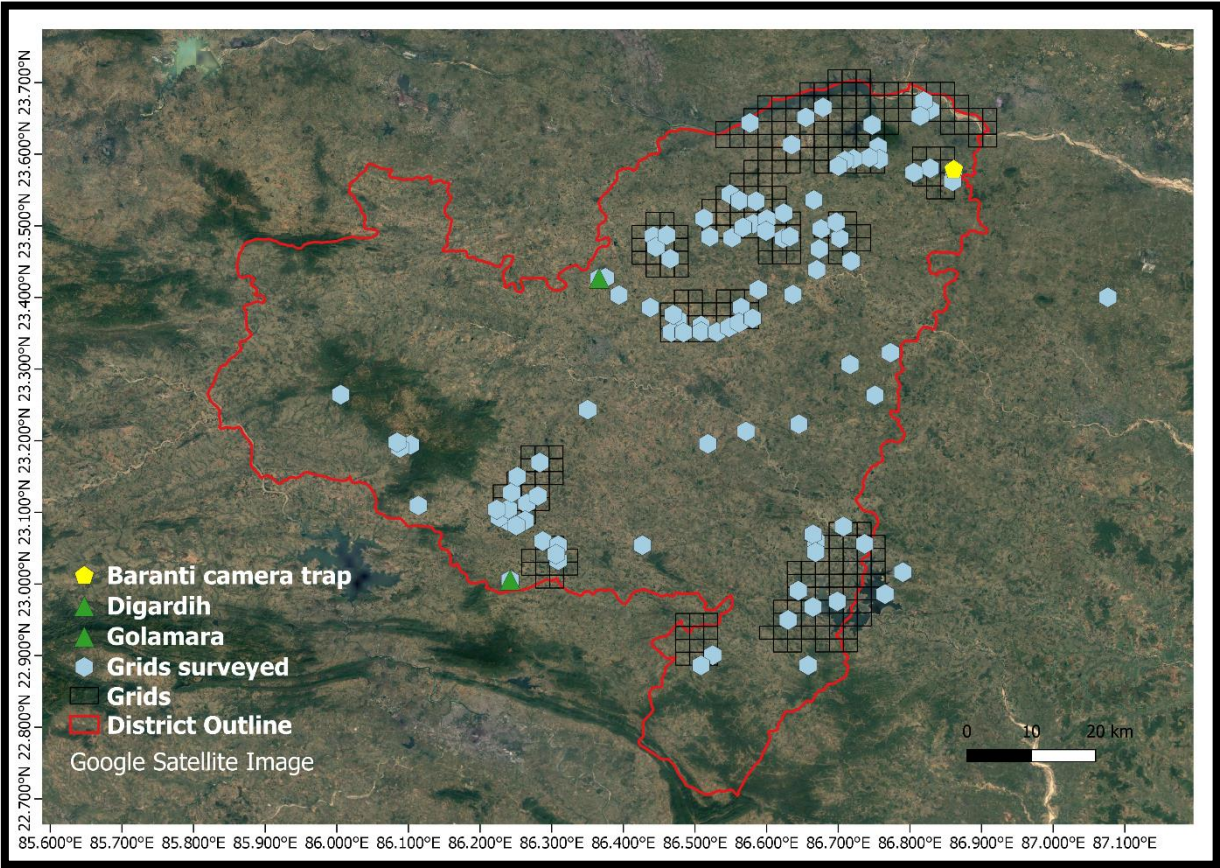 23.700°N
23.600°N
23.500°N
23.400°N
23.300°N
23.200°N
23.100°N
23.000°N
22.900°N
22.800°N
22.700°N
Baranti camera trap
Digardih
Golamara
Grids surveyed
Grids
District Outline
Google Satellite Image
0 10 20 km
85.600°E 85.700°E 85.800°E 85.900°E 86.000°E 86.100°E 86.200°E 86.300°E 86.400°E 86.500°E 86.600°E 86.700°E 86.800°E 86.900°E 87.000°E 87.100°E